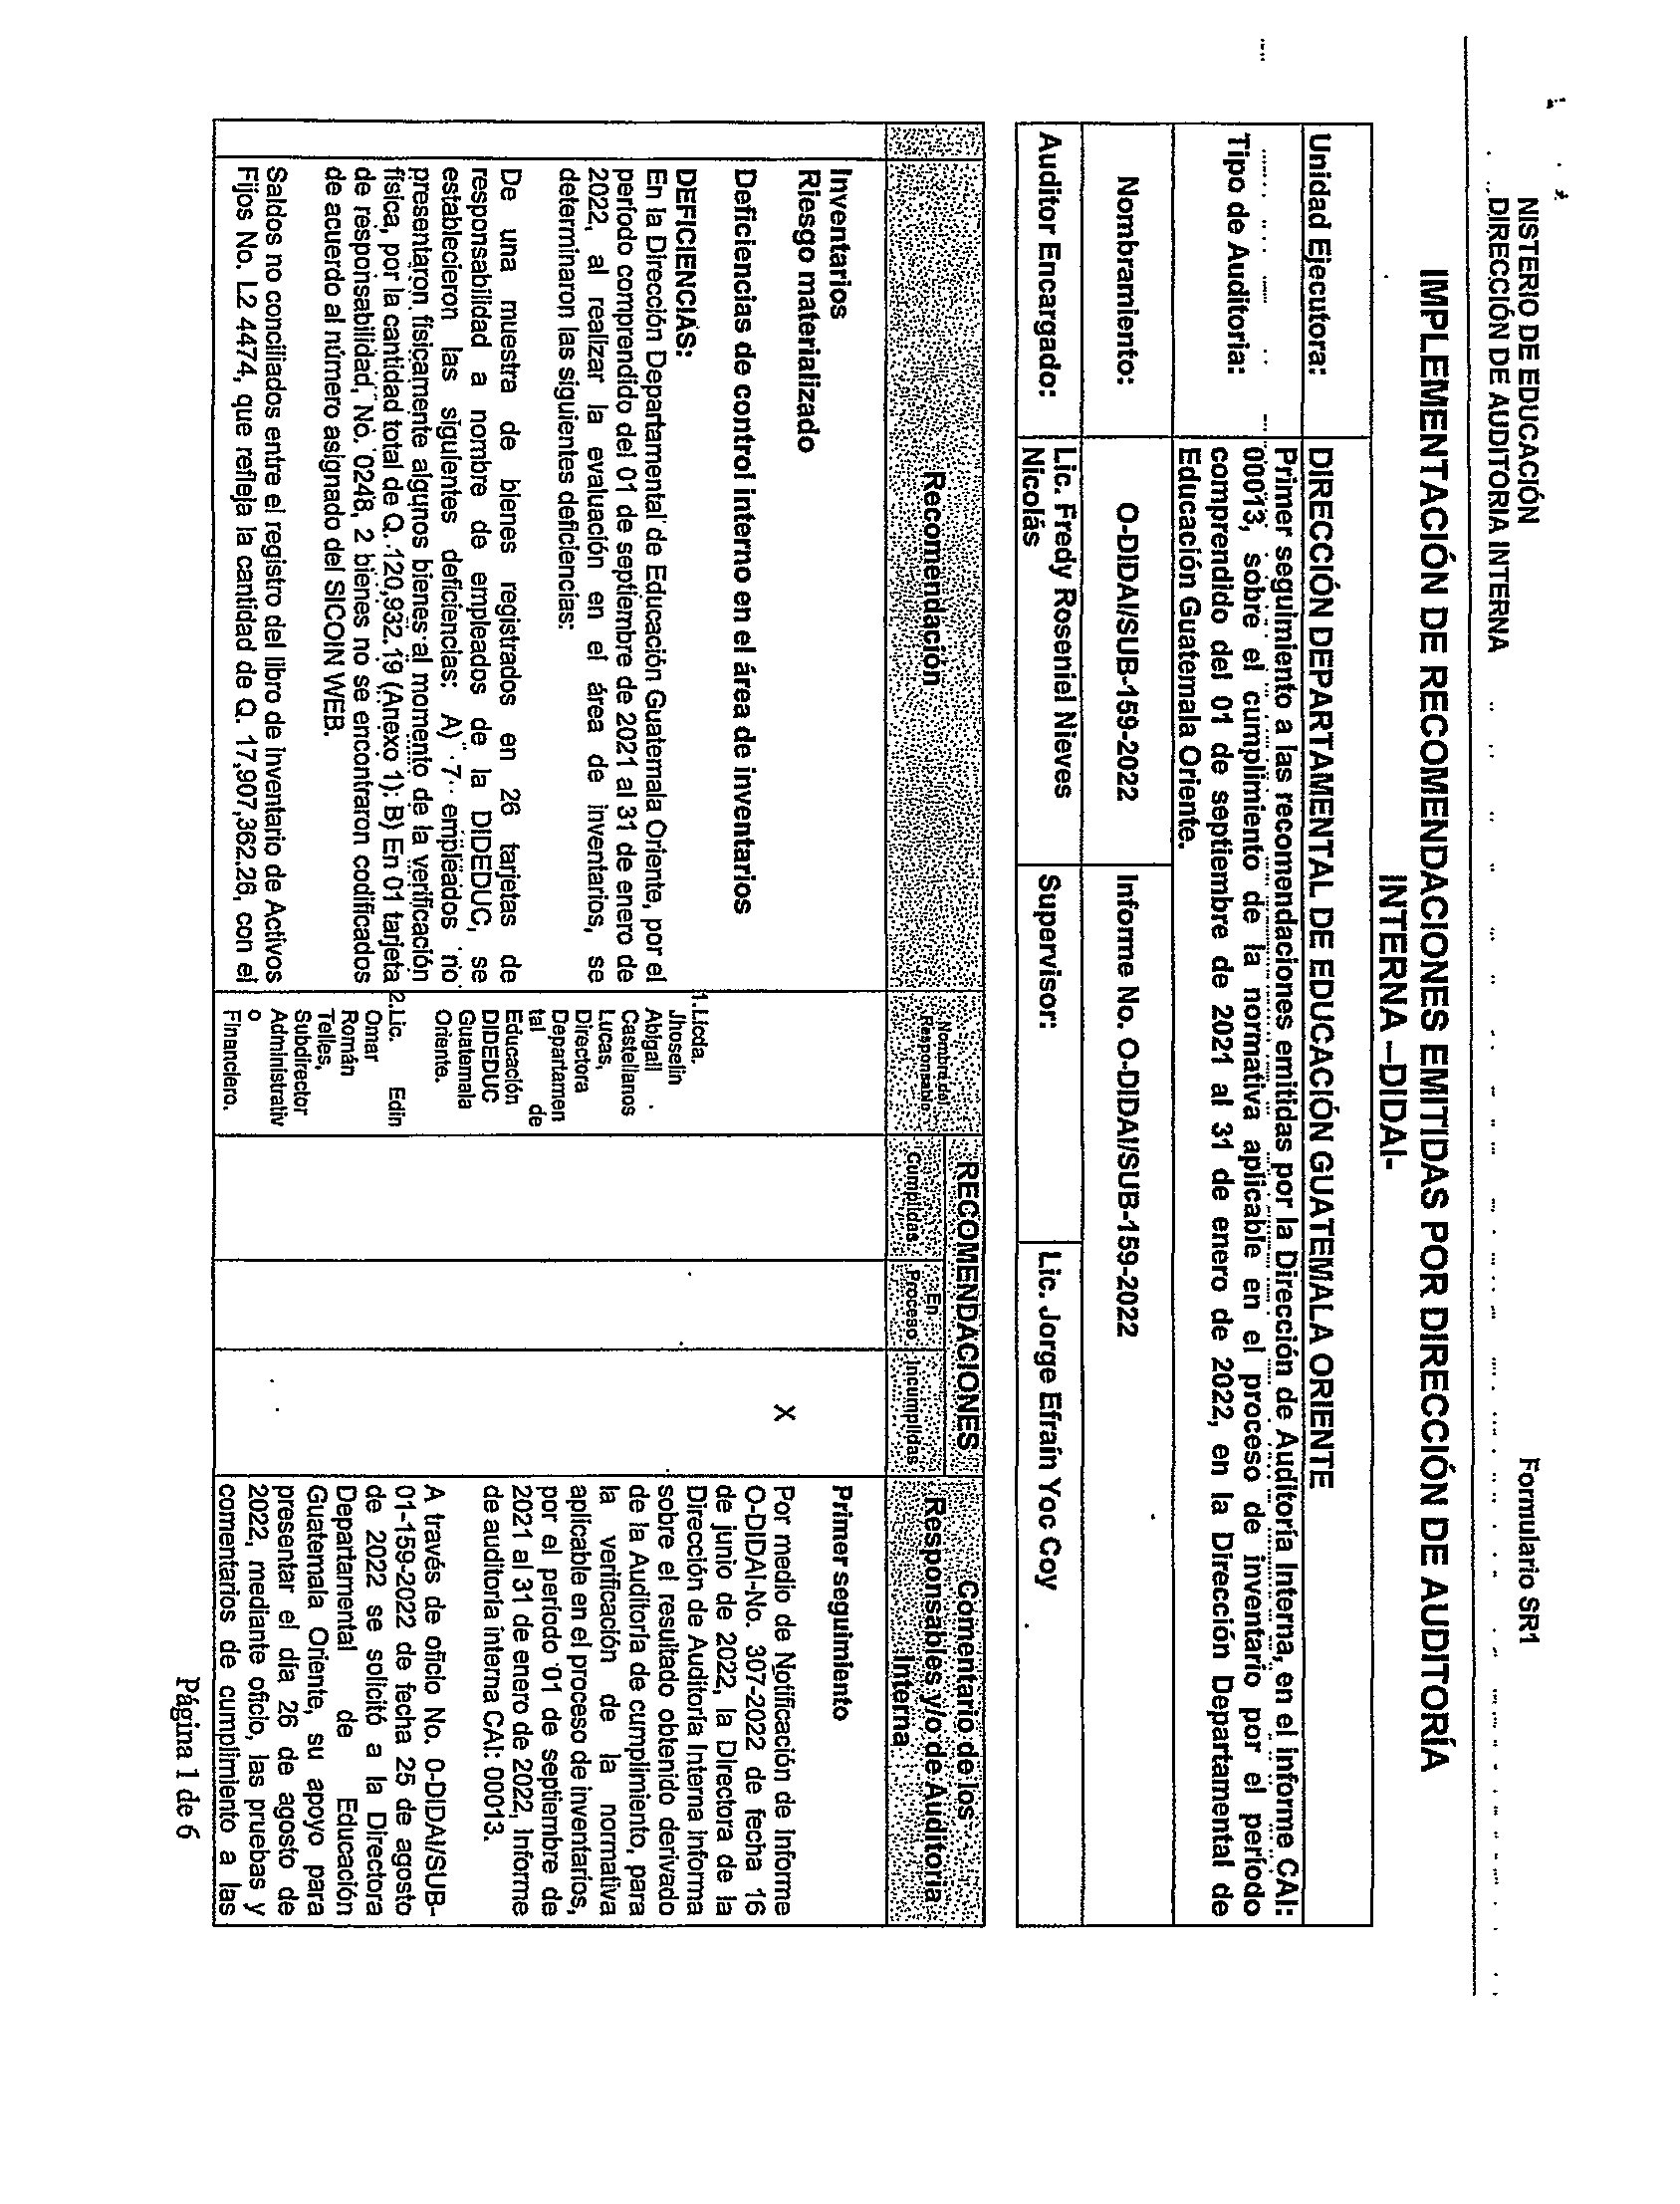 NISTERIO DE EDUCACIÓN
DIRECCIÓN DE AUDITORIA INTERNA
Formulario SR1
IMPLEMENTACIÓN DE RECOMENDACIONES EMITIDAS POR DIRECCIÓN DE AUDITORÍA
INTERNA –DIDAI-
Unidad Ejecutora:
DIRECCIÓN DEPARTAMENTAL DE EDUCACIÓN GUATEMALA ORIENTE
Tipo de Auditoria:
Primer seguimiento a las recomendaciones emitidas por la Dirección de Auditoría Interna, en el informe CAI:
00013, sobre el cumplimiento de la normativa aplicable en el proceso de inventario por el período
comprendido del 01 de septiembre de 2021 al 31 de enero de 2022, en la Dirección Departamental de
Educación Guatemala Oriente.
Nombramiento:
O-DIDAI/SUB-159-2022
Informe No. O-DIDAI/SUB-159-2022
Auditor Encargado:
Lic. Fredy Roseniel Nieves
Nicolás
Supervisor:
Lic. Jorge Efraín Yoc Coy
Recomendación
Nombre del
Responsable
RECOMENDACIONES
Cumplidas
En
Proceso
Incumplidas
Comentario de los
Responsables y/o de Auditoria
Interna
Inventarios
Riesgo materializado
Deficiencias de control interno en el área de inventarios
DEFICIENCIAS:
En la Dirección Departamental de Educación Guatemala Oriente, por el
período comprendido del 01 de septiembre de 2021 al 31 de enero de
2022, al realizar la evaluación en el área de inventarios, se
determinaron las siguientes deficiencias:
De una muestra de bienes registrados en 26 tarjetas de
responsabilidad a nombre de empleados de la DIDEDUC, se
establecieron las siguientes deficiencias: A) 7 empleados no
presentaron físicamente algunos bienes al momento de la verificación
física, por la cantidad total de Q. 120,932.19 (Anexo 1): B) En 01 tarjeta
de responsabilidad, No. 0248, 2 bienes no se encontraron codificados
de acuerdo al número asignado del SICOIN WEB.
Saldos no conciliados entre el registro del libro de inventario de Activos
Fijos No. L2 4474, que refleja la cantidad de Q. 17,907,362.26, con el
1.Licda.
Jhoselin
Abigail
Castellanos
Lucas,
Directora
Departamen
tal de
Educación
DIDEDUC
Guatemala
Oriente.
2.Lic. Edin
Omar
Román
Telles,
Subdirector
Administrativ
o
Financiero.
X
Primer seguimiento
Por medio de Notificación de Informe
O-DIDAI-No. 307-2022 de fecha 16
de junio de 2022, la Directora de la
Dirección de Auditoría Interna informa
sobre el resultado obtenido derivado
de la Auditoría de cumplimiento, para
la verificación de la normativa
aplicable en el proceso de inventarios,
por el período 01 de septiembre de
2021 al 31 de enero de 2022, Informe
de auditoría interna CAI: 00013.
A través de oficio No. 0-DIDAI/SUB-
01-159-2022 de fecha 25 de agosto
de 2022 se solicitó a la Directora
Departamental de Educación
Guatemala Oriente, su apoyo para
presentar el día 26 de agosto de
2022, mediante oficio, las pruebas y
comentarios de cumplimiento a las
Página 1 de 6